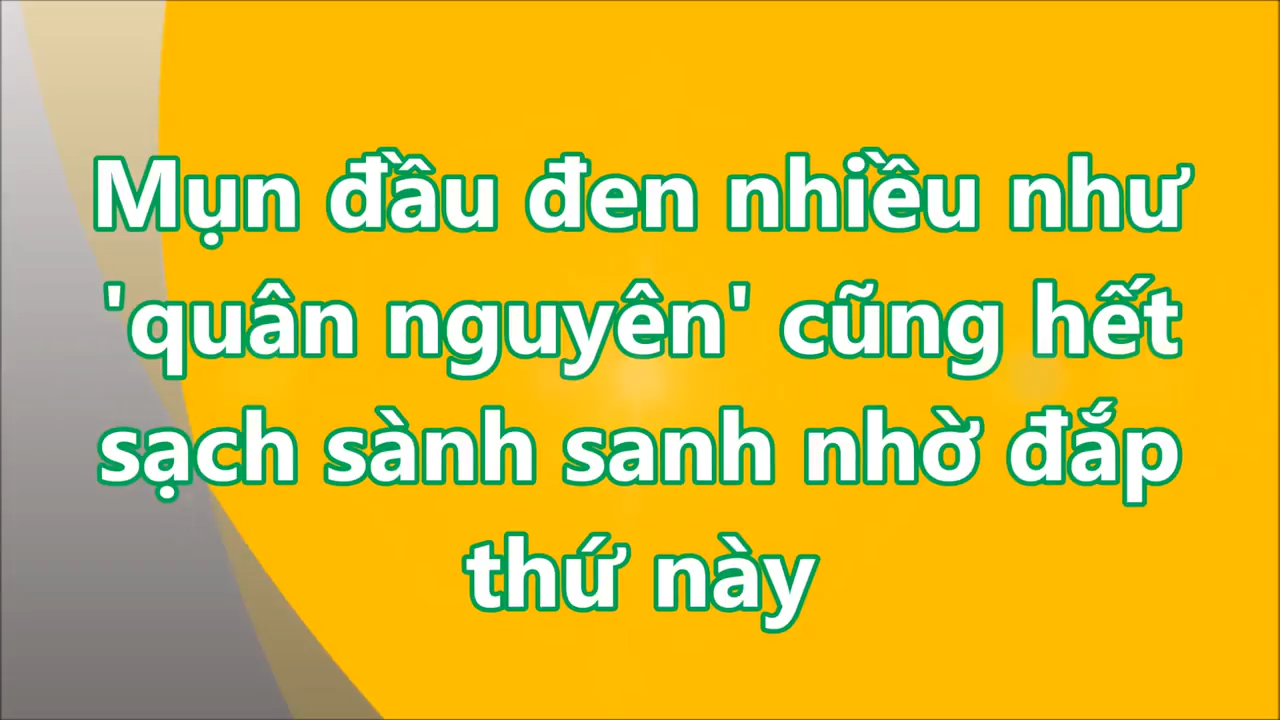 Mụn đầu đen nhiều như
'quân nguyên' cũng hết
sạch sành sanh nhờ đắp
thứ này